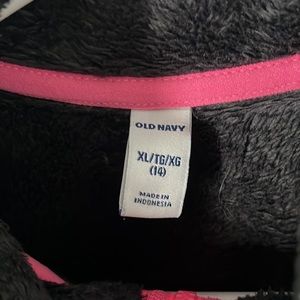 OLD NAVY
XL/TG/XG
(14)
MADE IN
INDONESIA